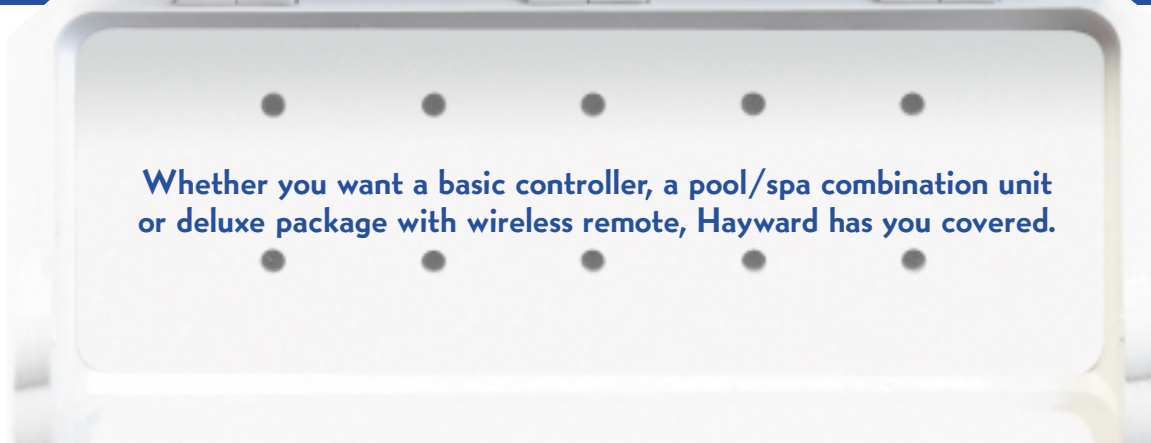 Whether you want a basic controller, a pool/spa combination unit
or deluxe package with wireless remote, Hayward has you covered.